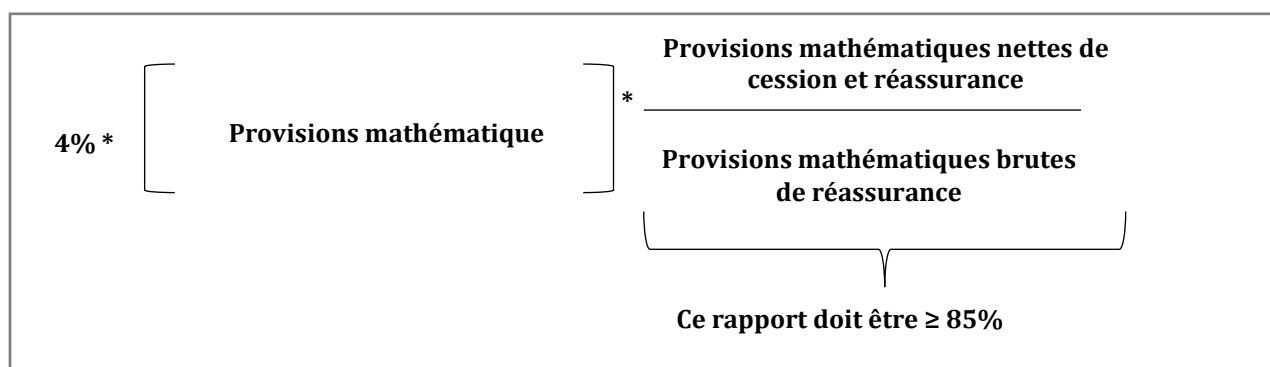 4% *
Provisions mathématique
*
Provisions mathématiques nettes de
cession et réassurance
Provisions mathématiques brutes
de réassurance
Ce rapport doit être ≥ 85%